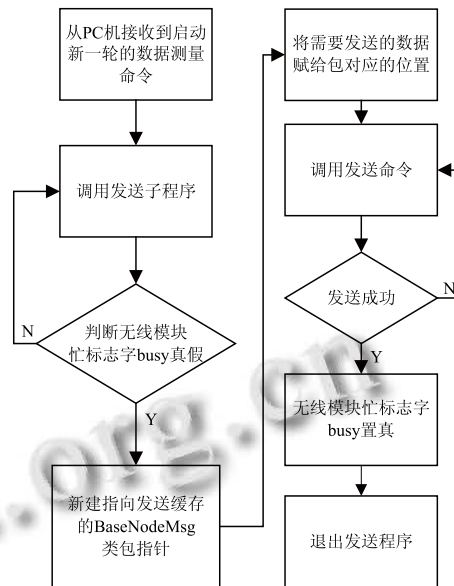 从PC机接收到启动
新一轮的数据测量
命令
调用发送子程序
判断无线模块
忙标志字busy真假
N
Y
新建指向发送缓存
的BaseNodeMsg
类包指针
将需要发送的数据
赋给包对应的位置
调用发送命令
发送成功
N
Y
无线模块忙标志字
busy置真
退出发送程序
.org.cn